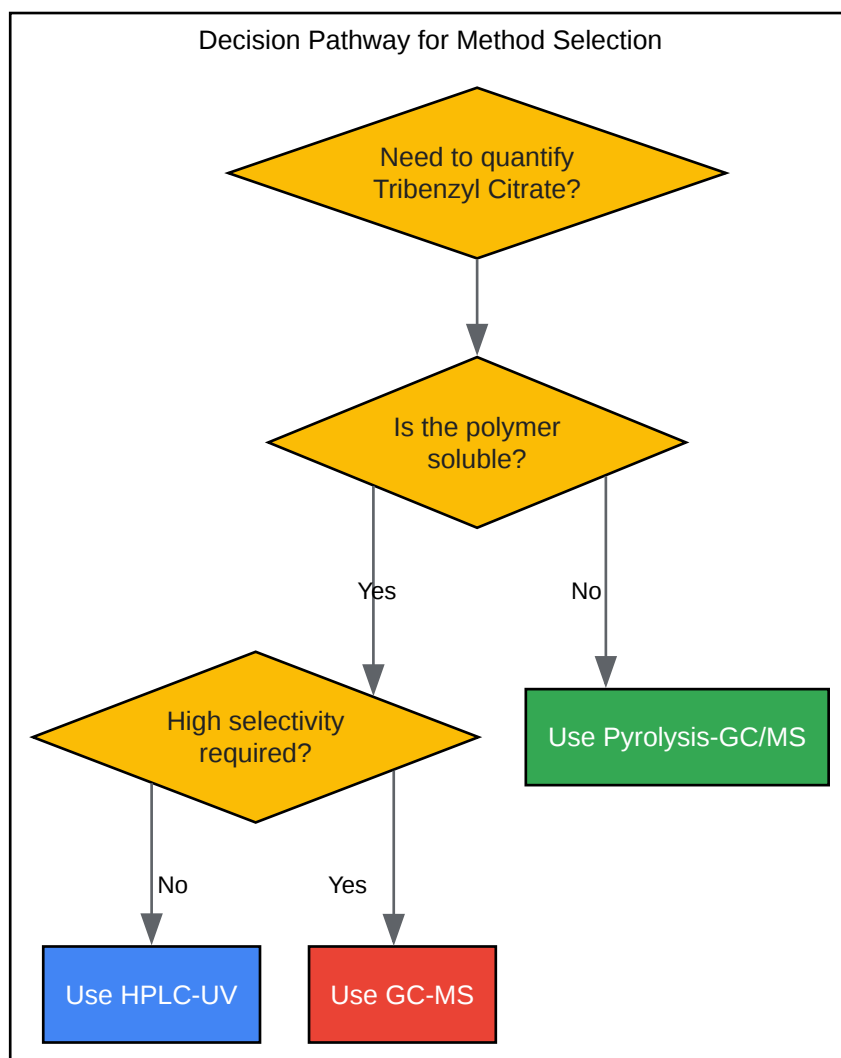 Decision Pathway for Method Selection
Need to quantify
Tribenzyl Citrate?
Is the polymer
soluble?
Yes
No
High selectivity
required?
Use Pyrolysis-GC/MS
No
Yes
Use HPLC-UV
Use GC-MS